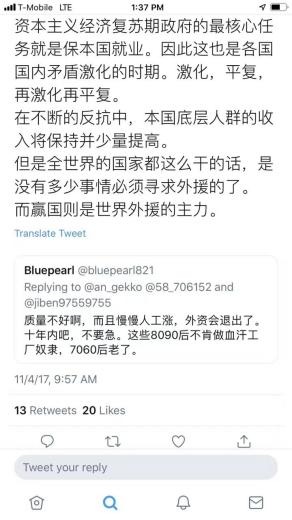 T-Mobile LTE 1:37 PM
资本主义经济复苏期政府的最核心任
务就是保本国就业。因此这也是各国
国内矛盾激化的时期。激化，平复，
再激化再平复。
在不断的反抗中，本国底层人群的收
入将保持并少量提高。
但是全世界的国家都这么干的话，是
没有多少事情必须寻求外援的了。
而赢国则是世界外援的主力。
Translate Tweet
Bluepearl @bluepearl821
Replying to @an_gekko @58_706152 and
@jiben97559755
质量不好啊，而且慢慢人工涨，外资会退出了。
十年内吧，不要急。这些8090后不肯做血汗工
厂奴隶，7060后老了。
11/4/17, 9:57 AM
13 Retweets 20 Likes
Tweet your reply